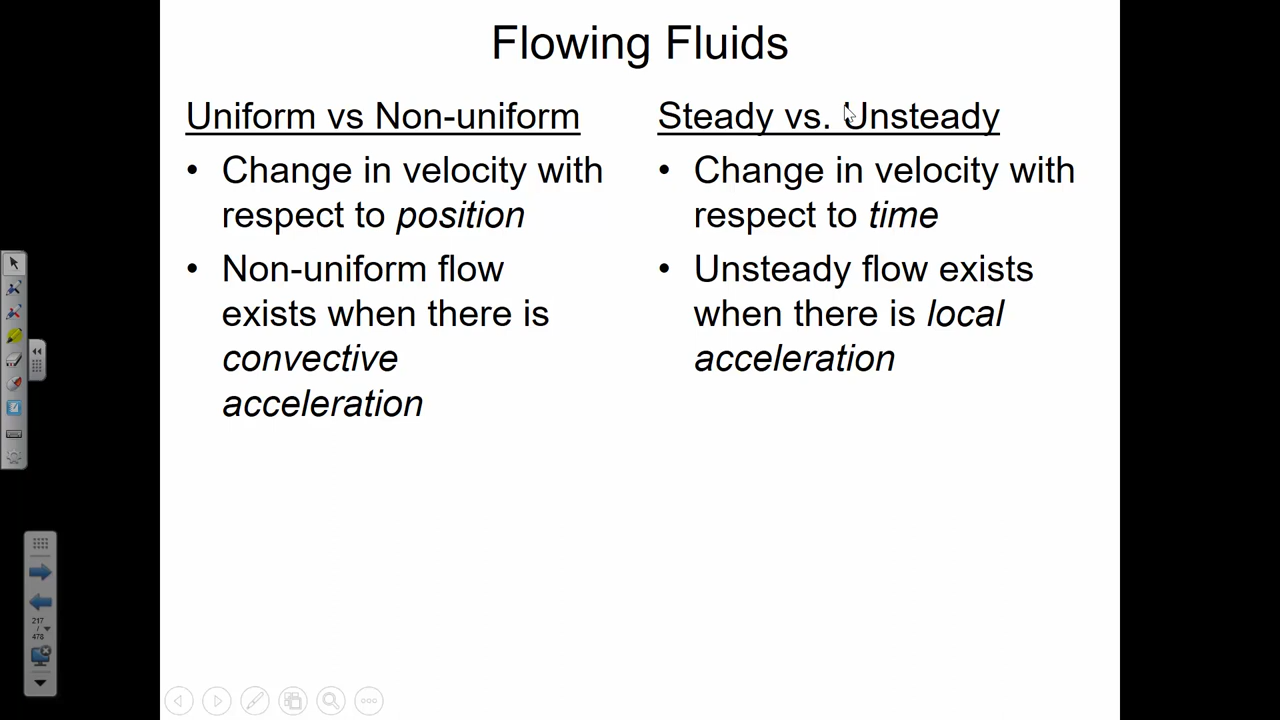 Flowing Fluids
Uniform vs Non-uniform
• Change in velocity with
respect to position
• Non-uniform flow
exists when there is
convective
acceleration
Steady vs. Unsteady
• Change in velocity with
respect to time
• Unsteady flow exists
when there is local
acceleration
217
/
478